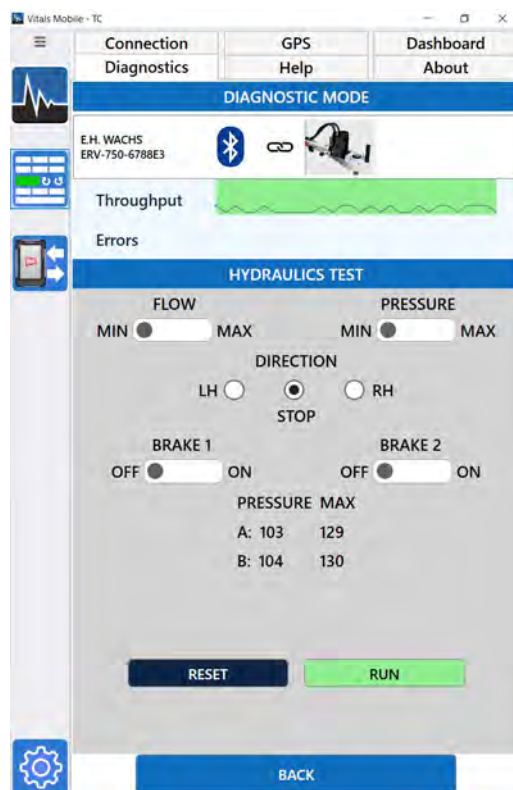 Vitals Mobile - TC
Connection GPS Dashboard
Diagnostics Help About
DIAGNOSTIC MODE
E.H. WACHS
ERV-750-6788E3
Throughput
Errors
HYDRAULICS TEST
FLOW PRESSURE
MIN MAX MIN MAX
DIRECTION
LH RH
STOP
BRAKE 1 BRAKE 2
OFF ON OFF ON
PRESSURE MAX
A: 103 129
B: 104 130
RESET RUN
BACK